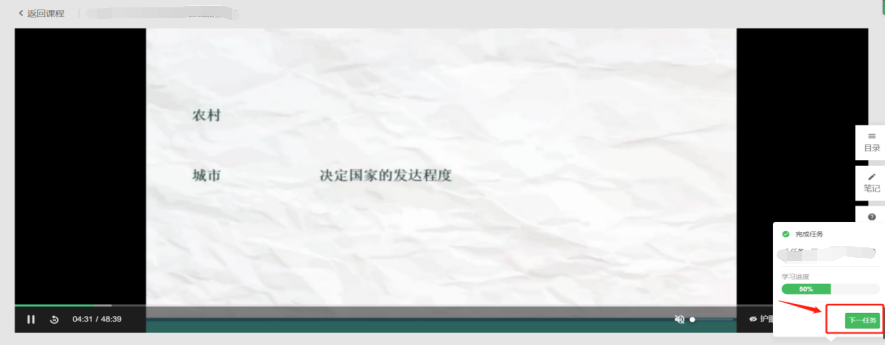 返回课程
农村
城市 决定国家的发达程度
目录
笔记
完成任务
学习进度
50%
下一任务
04:31 / 48:39